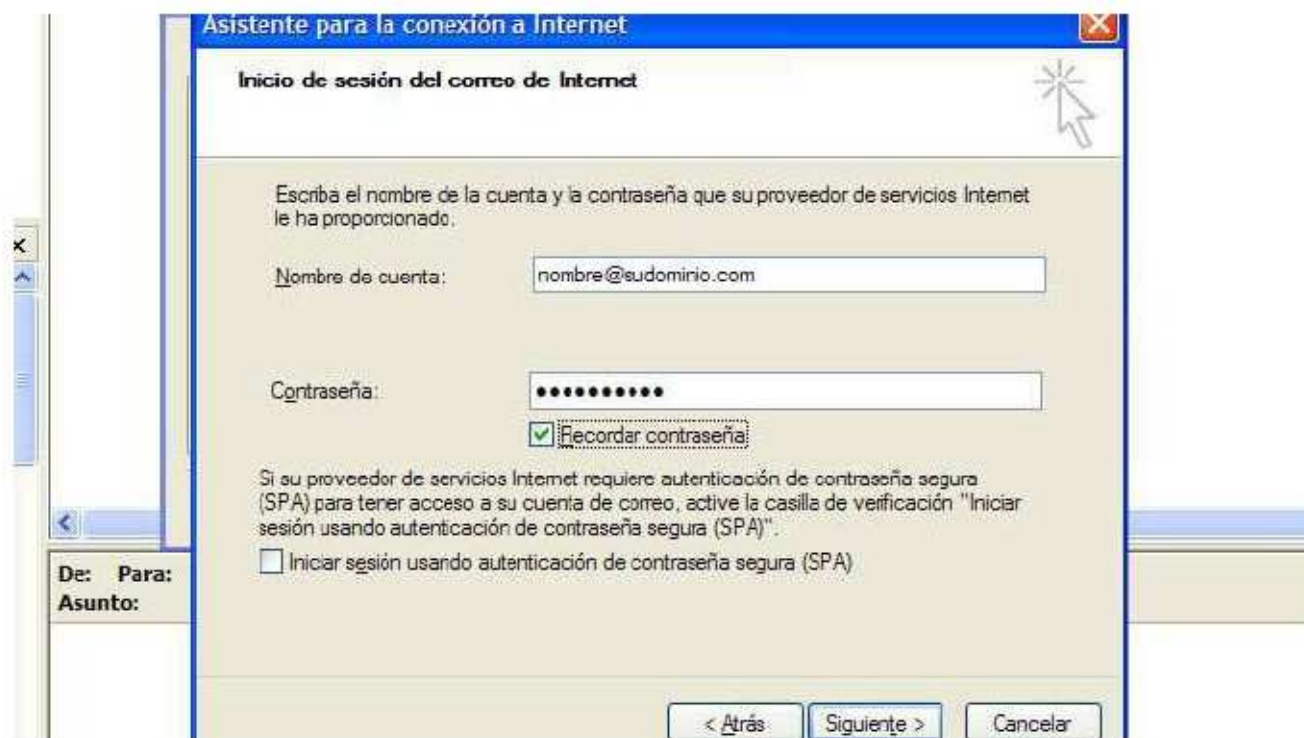 Asistente para la conexión a Internet
Inicio de sesión del correo de Internet
Escriba el nombre de la cuenta y la contraseña que su proveedor de servicios Internet
le ha proporcionado.
Nombre de cuenta: nombre@sudominio.com
Contraseña: ••••••••••
Recordar contraseña
Si su proveedor de servicios Internet requiere autenticación de contraseña segura
(SPA) para tener acceso a su cuenta de correo, active la casilla de verificación "Iniciar
sesión usando autenticación de contraseña segura (SPA)".
Iniciar sesión usando autenticación de contraseña segura (SPA)
De: Para:
Asunto:
< Atrás Siguiente > Cancelar